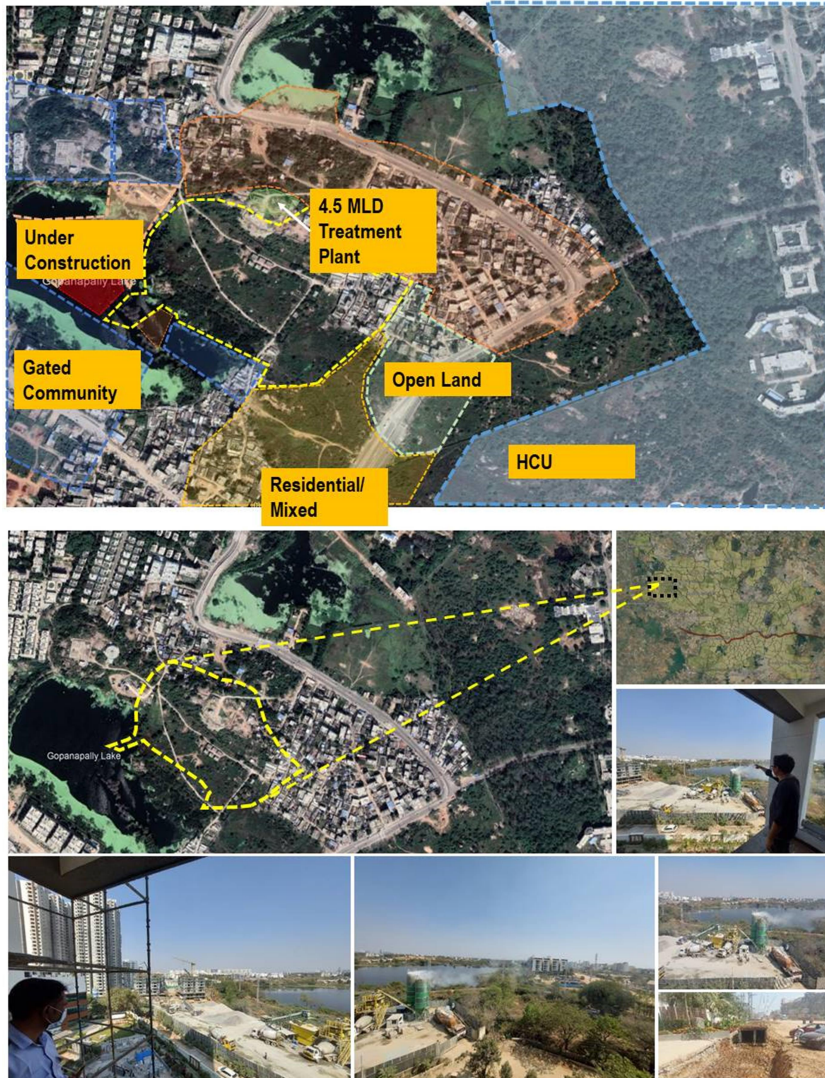 4.5 MLD
Treatment
Plant
Under
Construction
Gopanapally Lake
Gated
Community
Open Land
HCU
Residential/
Mixed
Gopanapally Lake